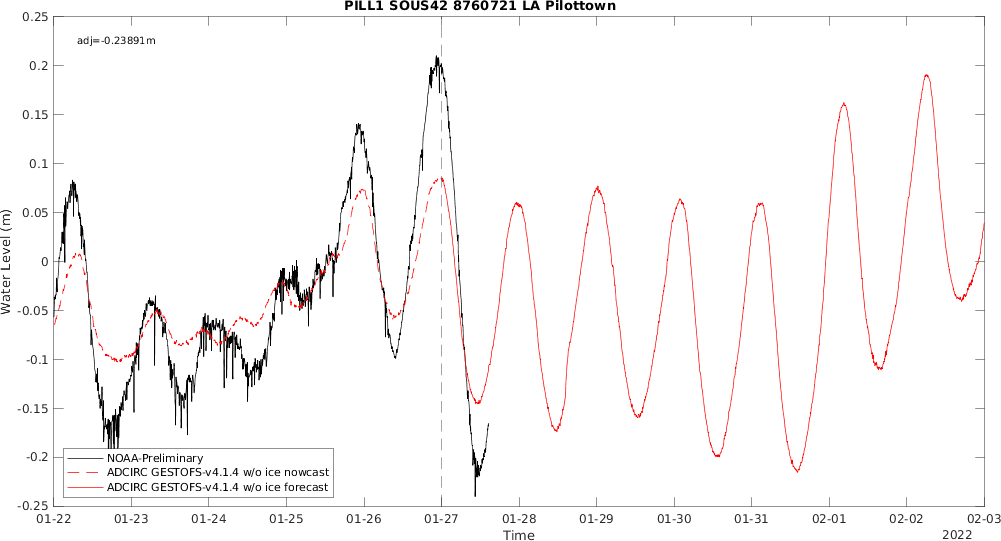 PILL1 SOUS42 8760721 LA Pilottown
adj=-0.23891m
0.25
0.2
0.15
0.1
0.05
0
-0.05
-0.1
-0.15
-0.2
-0.25
Water Level (m)
NOAA-Preliminary
ADCIRC GESTOFS-v4.1.4 w/o ice nowcast
ADCIRC GESTOFS-v4.1.4 w/o ice forecast
01-22 01-23 01-24 01-25 01-26 01-27 01-28 01-29 01-30 01-31 02-01 02-02 02-03
Time
2022